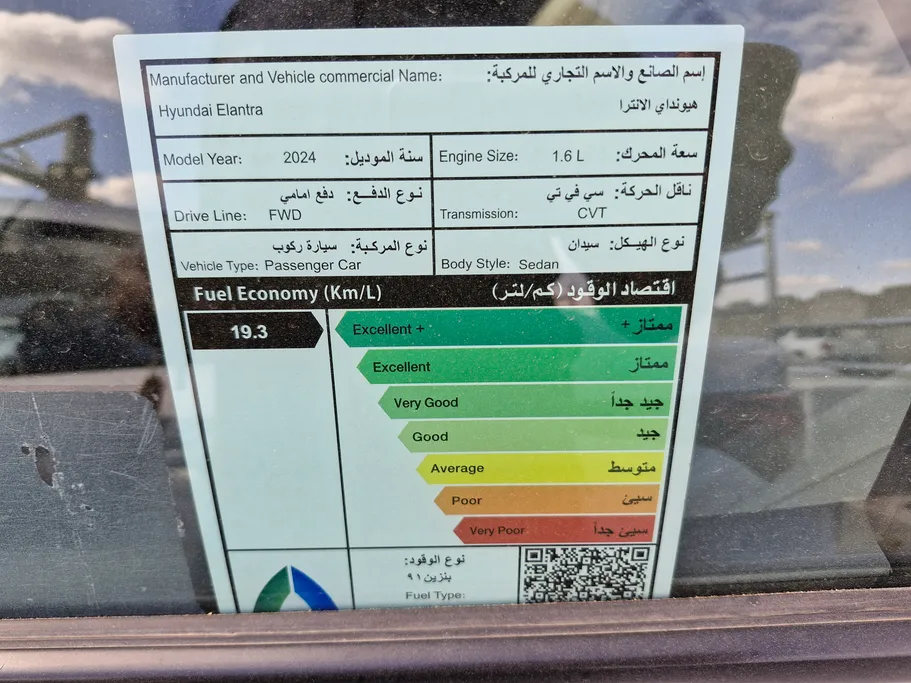 Manufacturer and Vehicle commercial Name: إسم الصانع والاسم التجاري للمركبة:
Hyundai Elantra هيونداي الانترا
Model Year: 2024 سنة الموديل:
Engine Size: 1.6 L سعة المحرك:
نوع الدفـع: دفع امامي
Drive Line: FWD
ناقل الحركة: سي في تي
Transmission: CVT
نوع المركبة: سيارة ركوب
Vehicle Type: Passenger Car
نوع الهيكل: سيدان
Body Style: Sedan
Fuel Economy (Km/L) اقتصاد الوقود (كم/لتر)
19.3
Excellent + ممتاز +
Excellent ممتاز
Very Good جيد جداً
Good جيد
Average متوسط
Poor سيئ
Very Poor سيئ جداً
نوع الوقود:
بنزين ٩١
Fuel Type: